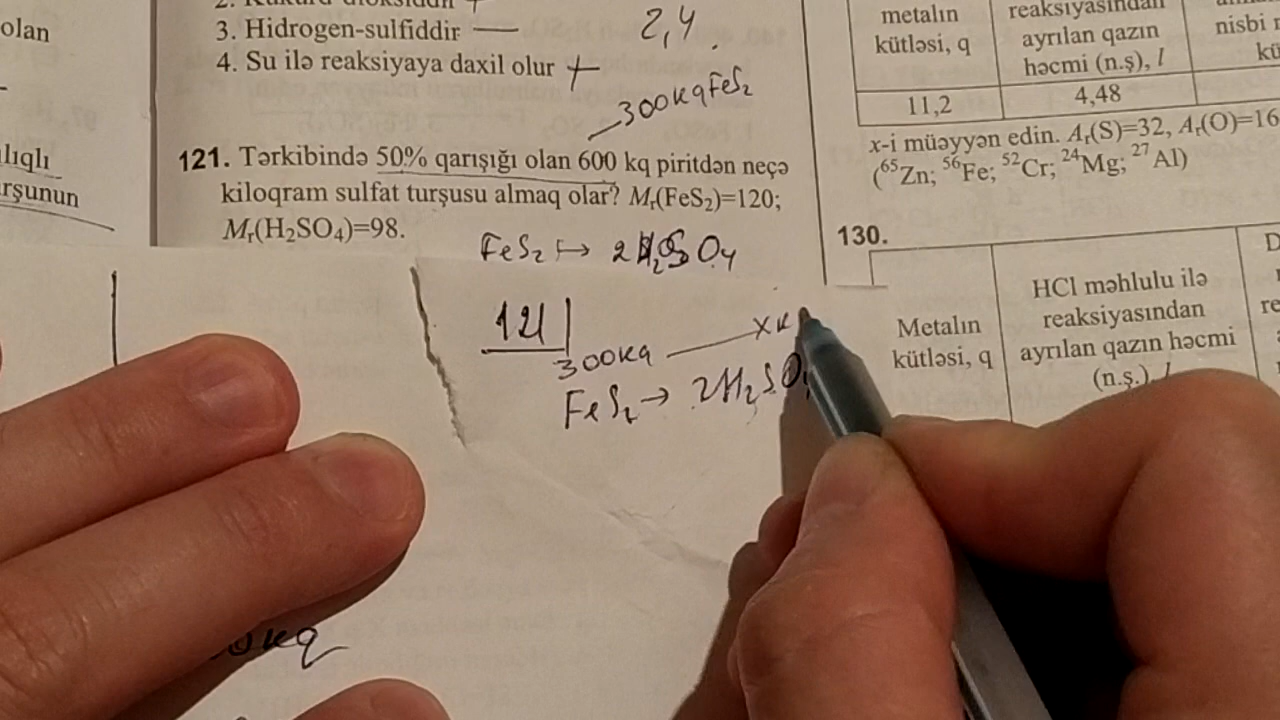 olan
lıqlı
rşunun
3. Hidrogen-sulfiddir —
4. Su ilə reaksiyaya daxil olur +
2,4.
300kq FeS₂
121. Tərkibində 50% qarışığı olan 600 kq piritdən neçə
kiloqram sulfat turşusu almaq olar? Mᵣ(FeS₂)=120;
Mᵣ(H₂SO₄)=98.
FeS₂ → 2H₂SO₄
121
300kq — xk
FeS₂ → 2H₂SO
kq
metalın
kütləsi, q
reaksiyasından
ayrılan qazın
həcmi (n.ş), l
nisbi
kü
11,2
4,48
x-i müəyyən edin. Aᵣ(S)=32, Aᵣ(O)=16
(⁶⁵Zn; ⁵⁶Fe; ⁵²Cr; ²⁴Mg; ²⁷Al)
130.
Metalın
kütləsi, q
HCl məhlulu ilə
reaksiyasından
ayrılan qazın həcmi
(n.ş.), l
D
re